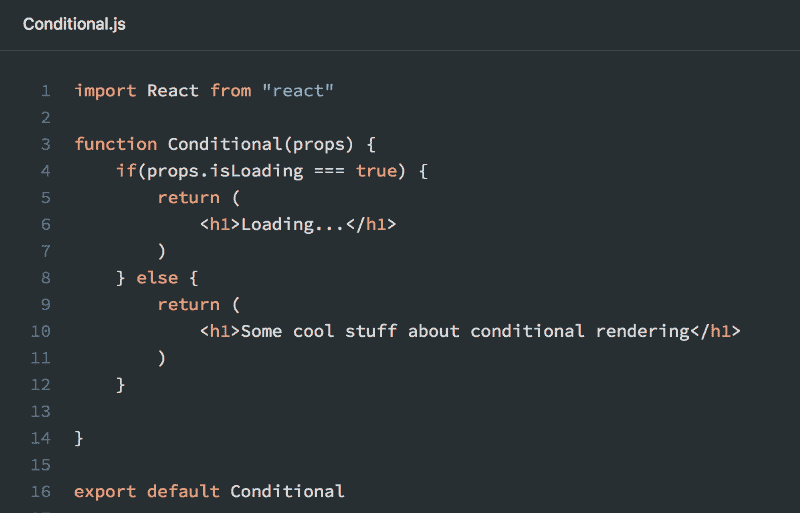 Conditional.js
1 import React from "react"
2
3 function Conditional(props) {
4     if(props.isLoading === true) {
5         return (
6             <h1>Loading...</h1>
7         )
8     } else {
9         return (
10             <h1>Some cool stuff about conditional rendering</h1>
11         )
12     }
13
14 }
15
16 export default Conditional